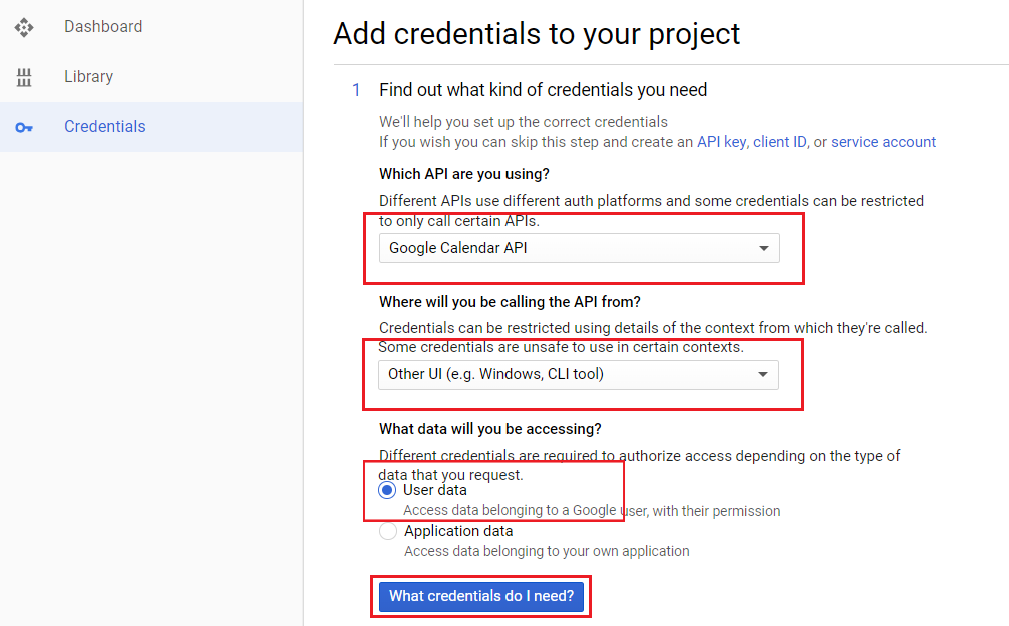 Dashboard
Library
Credentials
Add credentials to your project
1 Find out what kind of credentials you need
We'll help you set up the correct credentials
If you wish you can skip this step and create an API key, client ID, or service account
Which API are you using?
Different APIs use different auth platforms and some credentials can be restricted
to only call certain APIs.
Google Calendar API
Where will you be calling the API from?
Credentials can be restricted using details of the context from which they're called.
Some credentials are unsafe to use in certain contexts.
Other UI (e.g. Windows, CLI tool)
What data will you be accessing?
Different credentials are required to authorize access depending on the type of
data that you request.
User data
Access data belonging to a Google user, with their permission
Application data
Access data belonging to your own application
What credentials do I need?